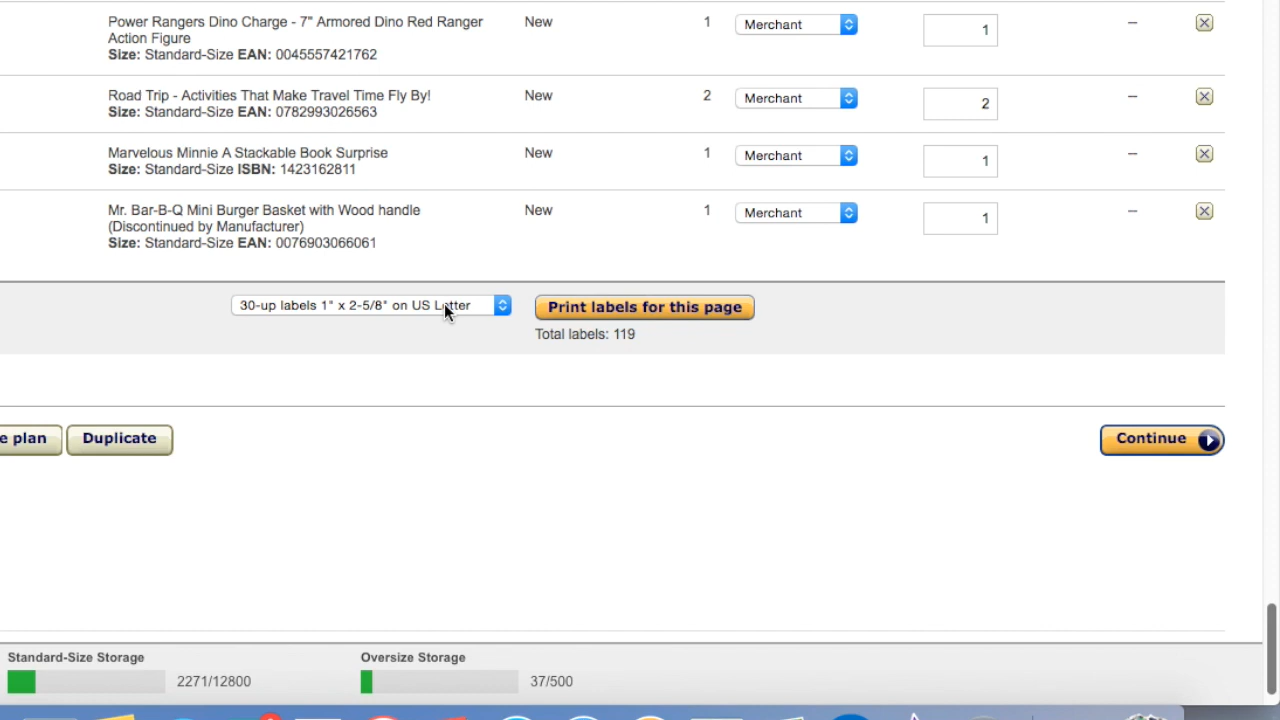 Power Rangers Dino Charge - 7" Armored Dino Red Ranger New 1 Merchant 1 –
Action Figure
Size: Standard-Size EAN: 0045557421762
Road Trip - Activities That Make Travel Time Fly By! New 2 Merchant 2 –
Size: Standard-Size EAN: 0782993026563
Marvelous Minnie A Stackable Book Surprise New 1 Merchant 1 –
Size: Standard-Size ISBN: 1423162811
Mr. Bar-B-Q Mini Burger Basket with Wood handle New 1 Merchant 1 –
(Discontinued by Manufacturer)
Size: Standard-Size EAN: 0076903066061
30-up labels 1" x 2-5/8" on US Letter Print labels for this page
Total labels: 119
e plan Duplicate Continue
Standard-Size Storage Oversize Storage
2271/12800 37/500